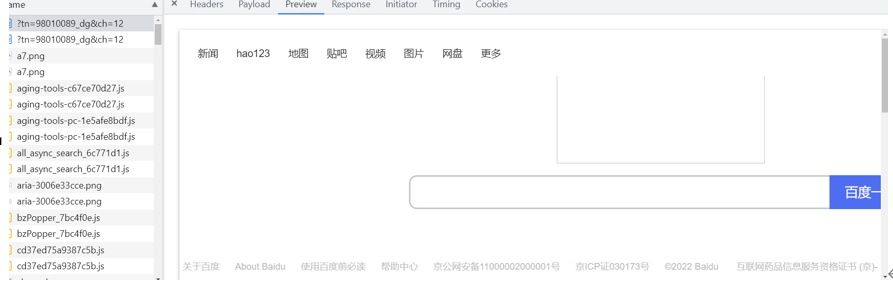 ame
Headers Payload Preview Response Initiator Timing Cookies
?tn=98010089_dg&ch=12
?tn=98010089_dg&ch=12
a7.png
a7.png
aging-tools-c67ce70d27.js
aging-tools-c67ce70d27.js
aging-tools-pc-1e5afe8bdf.js
aging-tools-pc-1e5afe8bdf.js
all_async_search_6c771d1.js
all_async_search_6c771d1.js
aria-3006e33cce.png
aria-3006e33cce.png
bzPopper_7bc4f0e.js
bzPopper_7bc4f0e.js
cd37ed75a9387c5b.js
cd37ed75a9387c5b.js
新闻 hao123 地图 贴吧 视频 图片 网盘 更多
百度一
关于百度 About Baidu 使用百度前必读 帮助中心 京公网安备11000002000001号 京ICP证030173号 ©2022 Baidu 互联网药品信息服务资格证书 (京)-